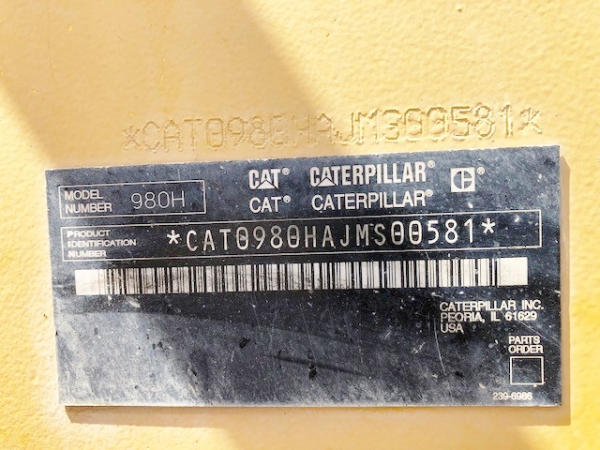 *CAT0980HAJMS00581*
CAT® CATERPILLAR® C
MODEL NUMBER 980H
CAT® CATERPILLAR®
PRODUCT IDENTIFICATION NUMBER *CAT0980HAJMS00581*
CATERPILLAR INC.
PEORIA, IL 61629
USA
PARTS
ORDER
239-6986